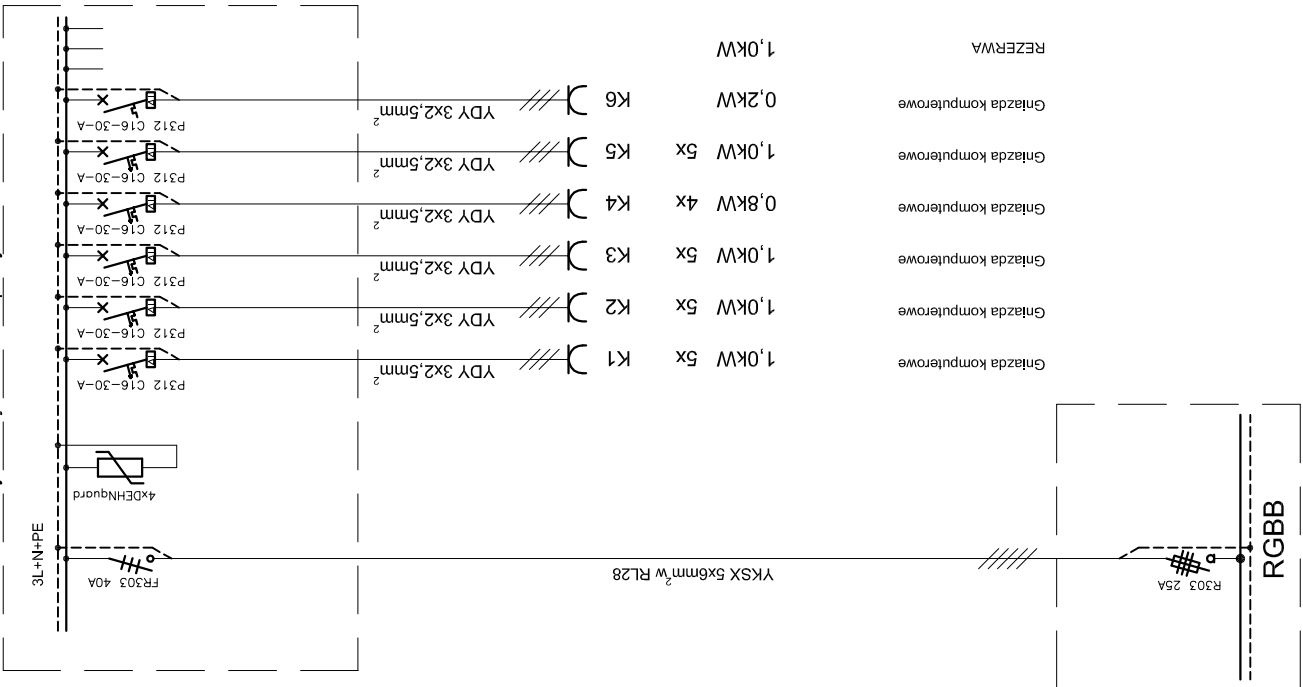 RGBB
R303 25A
YKSX 5x6mm² w RL28
FR303 40A
3L+N+PE
4xDEHNquard
Gniazda komputerowe 1,0kW 5x K1 YDY 3x2,5mm² P312 C16-30-A
Gniazda komputerowe 1,0kW 5x K2 YDY 3x2,5mm² P312 C16-30-A
Gniazda komputerowe 1,0kW 5x K3 YDY 3x2,5mm² P312 C16-30-A
Gniazda komputerowe 0,8kW 4x K4 YDY 3x2,5mm² P312 C16-30-A
Gniazda komputerowe 1,0kW 5x K5 YDY 3x2,5mm² P312 C16-30-A
Gniazda komputerowe 0,2kW K6 YDY 3x2,5mm² P312 C16-30-A
REZERWA 1,0kW